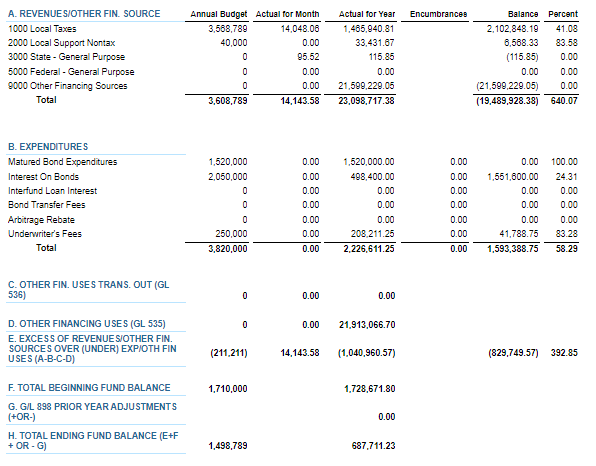 A. REVENUES/OTHER FIN. SOURCE Annual Budget Actual for Month Actual for Year Encumbrances Balance Percent
1000 Local Taxes 3,568,789 14,048.06 1,465,940.81 2,102,848.19 41.08
2000 Local Support Nontax 40,000 0.00 33,431.67 6,568.33 83.58
3000 State - General Purpose 0 95.52 115.85 (115.85) 0.00
5000 Federal - General Purpose 0 0.00 0.00 0.00 0.00
9000 Other Financing Sources 0 0.00 21,599,229.05 (21,599,229.05) 0.00
Total 3,608,789 14,143.58 23,098,717.38 (19,489,928.38) 640.07
B. EXPENDITURES
Matured Bond Expenditures 1,520,000 0.00 1,520,000.00 0.00 0.00 100.00
Interest On Bonds 2,050,000 0.00 498,400.00 0.00 1,551,600.00 24.31
Interfund Loan Interest 0 0.00 0.00 0.00 0.00 0.00
Bond Transfer Fees 0 0.00 0.00 0.00 0.00 0.00
Arbitrage Rebate 0 0.00 0.00 0.00 0.00 0.00
Underwriter's Fees 250,000 0.00 208,211.25 0.00 41,788.75 83.28
Total 3,820,000 0.00 2,226,611.25 0.00 1,593,388.75 58.29
C. OTHER FIN. USES TRANS. OUT (GL
536) 0 0.00 0.00
D. OTHER FINANCING USES (GL 535) 0 0.00 21,913,066.70
E. EXCESS OF REVENUES/OTHER FIN.
SOURCES OVER (UNDER) EXP/OTH FIN
USES (A-B-C-D) (211,211) 14,143.58 (1,040,960.57) (829,749.57) 392.85
F. TOTAL BEGINNING FUND BALANCE 1,710,000 1,728,671.80
G. G/L 898 PRIOR YEAR ADJUSTMENTS
(+OR-) 0.00
H. TOTAL ENDING FUND BALANCE (E+F
+ OR - G) 1,498,789 687,711.23